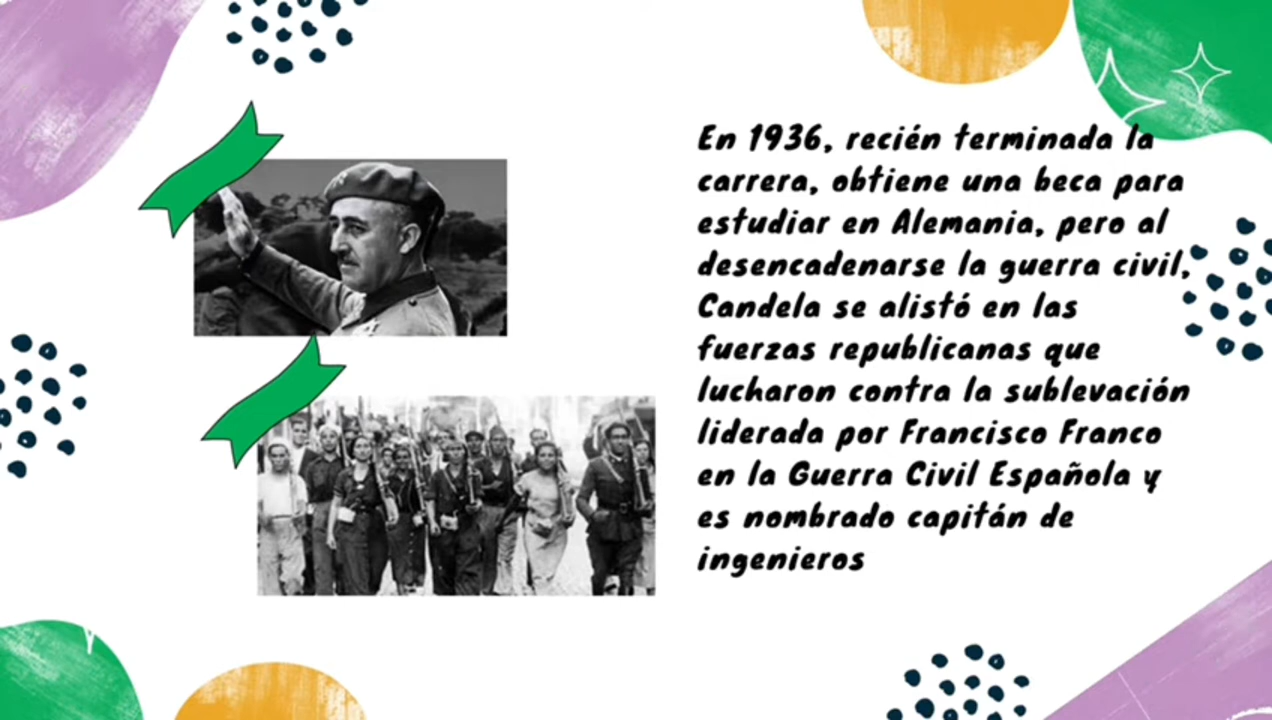 En 1936, recién terminada la
carrera, obtiene una beca para
estudiar en Alemania, pero al
desencadenarse la guerra civil,
Candela se alistó en las
fuerzas republicanas que
lucharon contra la sublevación
liderada por Francisco Franco
en la Guerra Civil Española y
es nombrado capitán de
ingenieros